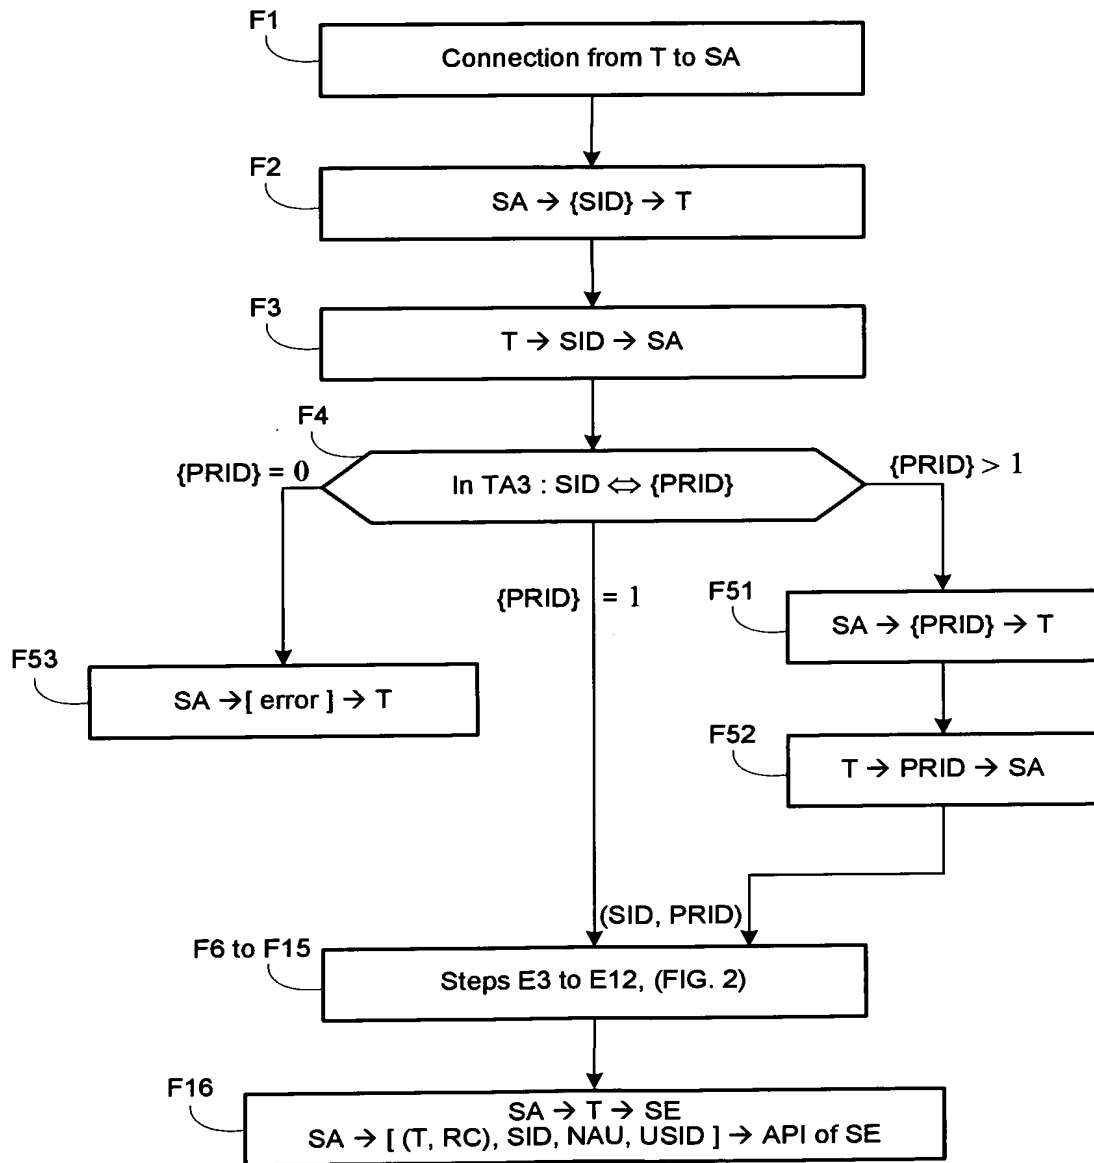 F1
Connection from T to SA
F2
SA → {SID} → T
F3
T → SID → SA
F4
{PRID} = 0
In TA3 : SID ⇔ {PRID}
{PRID} > 1
{PRID} = 1
F51
SA → {PRID} → T
F53
SA →[ error ] → T
F52
T → PRID → SA
(SID, PRID)
F6 to F15
Steps E3 to E12, (FIG. 2)
F16
SA → T → SE
SA → [ (T, RC), SID, NAU, USID ] → API of SE